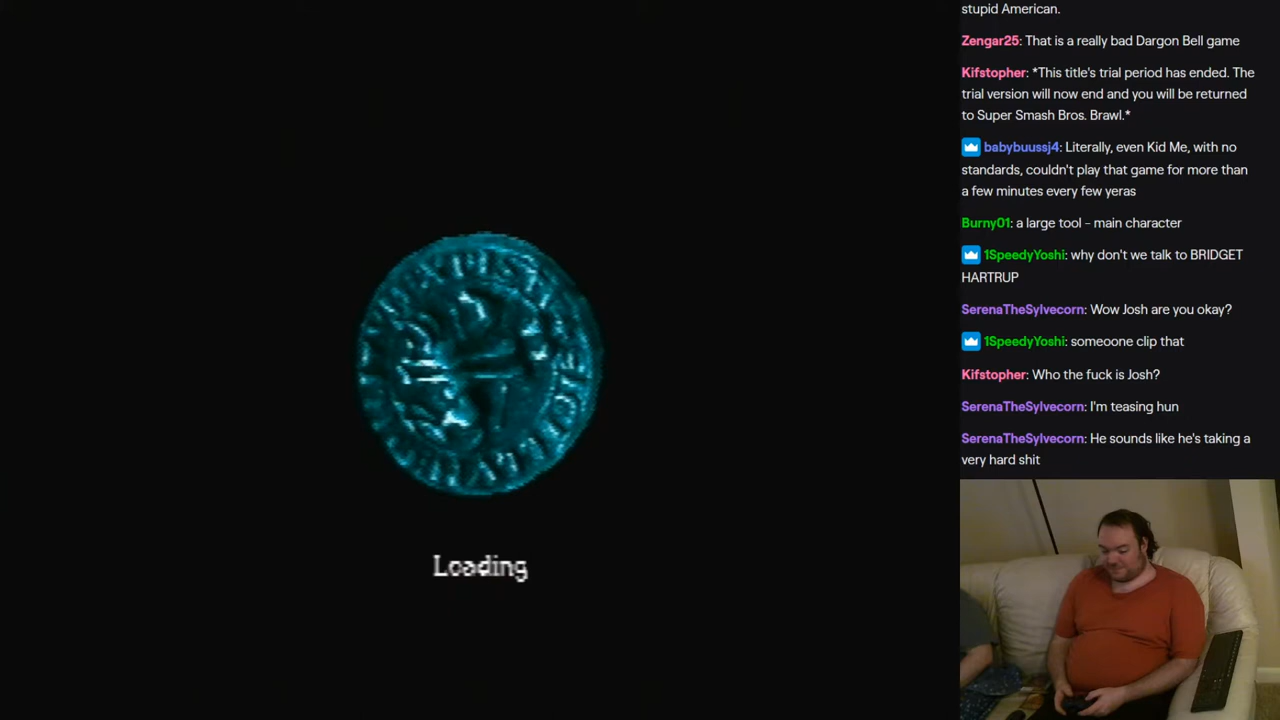 stupid American.
Zengar25: That is a really bad Dargon Bell game
Kifstopher: *This title's trial period has ended. The
trial version will now end and you will be returned
to Super Smash Bros. Brawl.*
babybuussj4: Literally, even Kid Me, with no
standards, couldn't play that game for more than
a few minutes every few yeras
Burny01: a large tool - main character
1SpeedyYoshi: why don't we talk to BRIDGET
HARTRUP
SerenaTheSylvecorn: Wow Josh are you okay?
1SpeedyYoshi: someoone clip that
Kifstopher: Who the fuck is Josh?
SerenaTheSylvecorn: I'm teasing hun
SerenaTheSylvecorn: He sounds like he's taking a
very hard shit
Loading